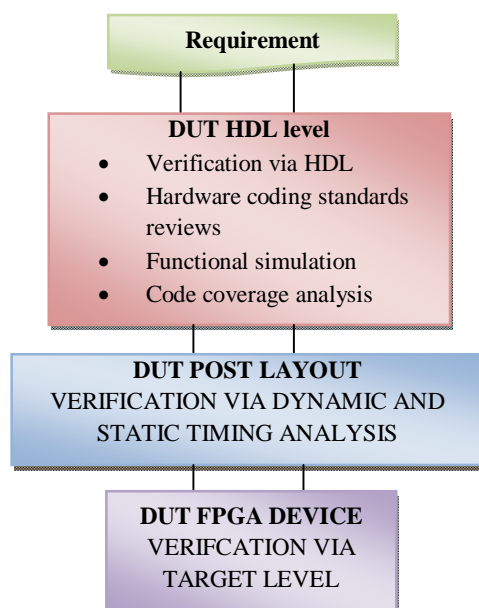 Requirement
DUT HDL level
• Verification via HDL
• Hardware coding standards
reviews
• Functional simulation
• Code coverage analysis
DUT POST LAYOUT
VERIFICATION VIA DYNAMIC AND
STATIC TIMING ANALYSIS
DUT FPGA DEVICE
VERIFCATION VIA
TARGET LEVEL